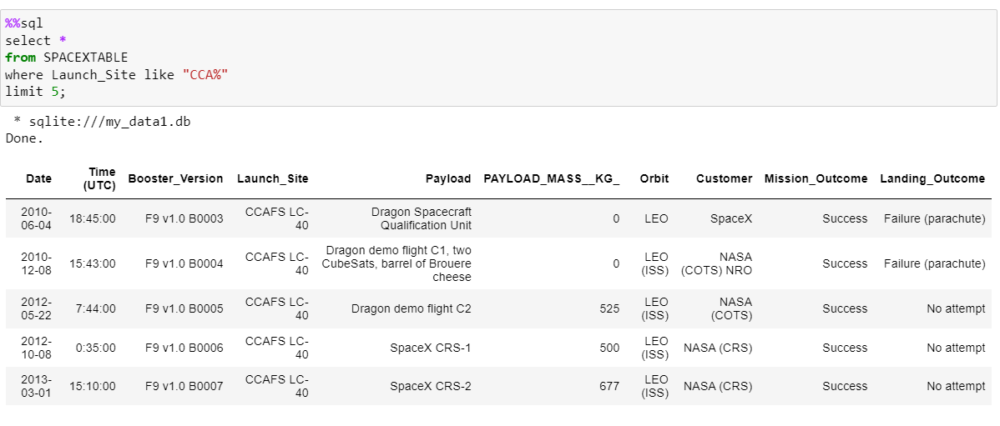 %%sql
select *
from SPACEXTABLE
where Launch_Site like "CCA%"
limit 5;
* sqlite:///my_data1.db
Done.
Date Time (UTC) Booster_Version Launch_Site Payload PAYLOAD_MASS__KG_ Orbit Customer Mission_Outcome Landing_Outcome
2010-06-04 18:45:00 F9 v1.0 B0003 CCAFS LC-40 Dragon Spacecraft Qualification Unit 0 LEO SpaceX Success Failure (parachute)
2010-12-08 15:43:00 F9 v1.0 B0004 CCAFS LC-40 Dragon demo flight C1, two CubeSats, barrel of Brouere cheese 0 LEO (ISS) NASA (COTS) NRO Success Failure (parachute)
2012-05-22 7:44:00 F9 v1.0 B0005 CCAFS LC-40 Dragon demo flight C2 525 LEO (ISS) NASA (COTS) Success No attempt
2012-10-08 0:35:00 F9 v1.0 B0006 CCAFS LC-40 SpaceX CRS-1 500 LEO (ISS) NASA (CRS) Success No attempt
2013-03-01 15:10:00 F9 v1.0 B0007 CCAFS LC-40 SpaceX CRS-2 677 LEO (ISS) NASA (CRS) Success No attempt